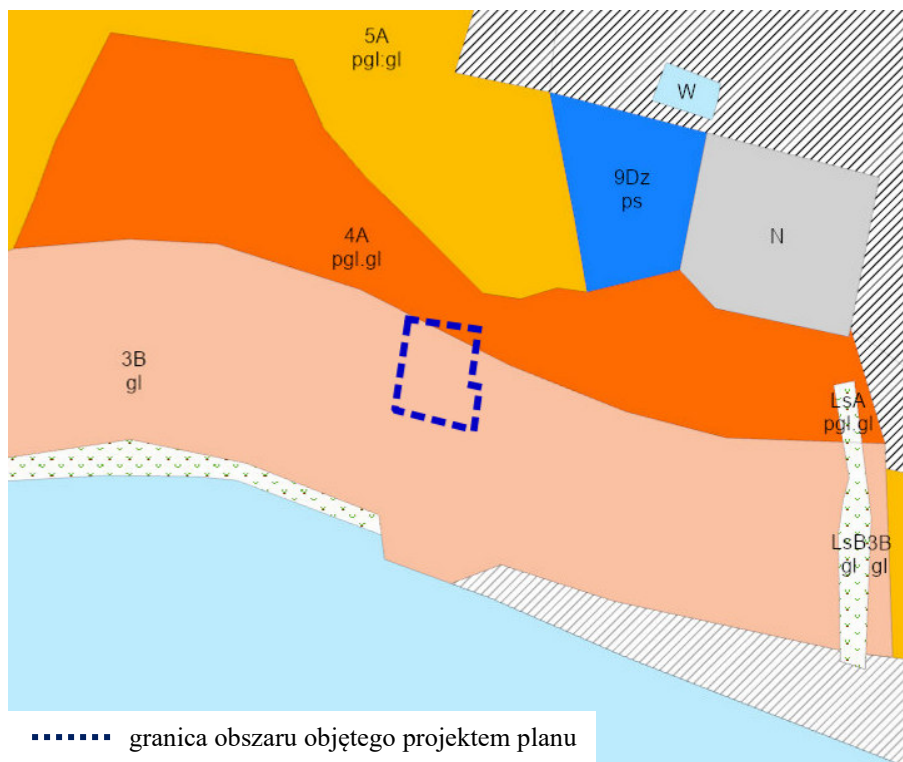 5A
pgl:gl
W
9Dz
ps
N
4A
pgl.gl
3B
gl
LsA
pgl.gl
LsB 3B
gl gl
granica obszaru objętego projektem planu